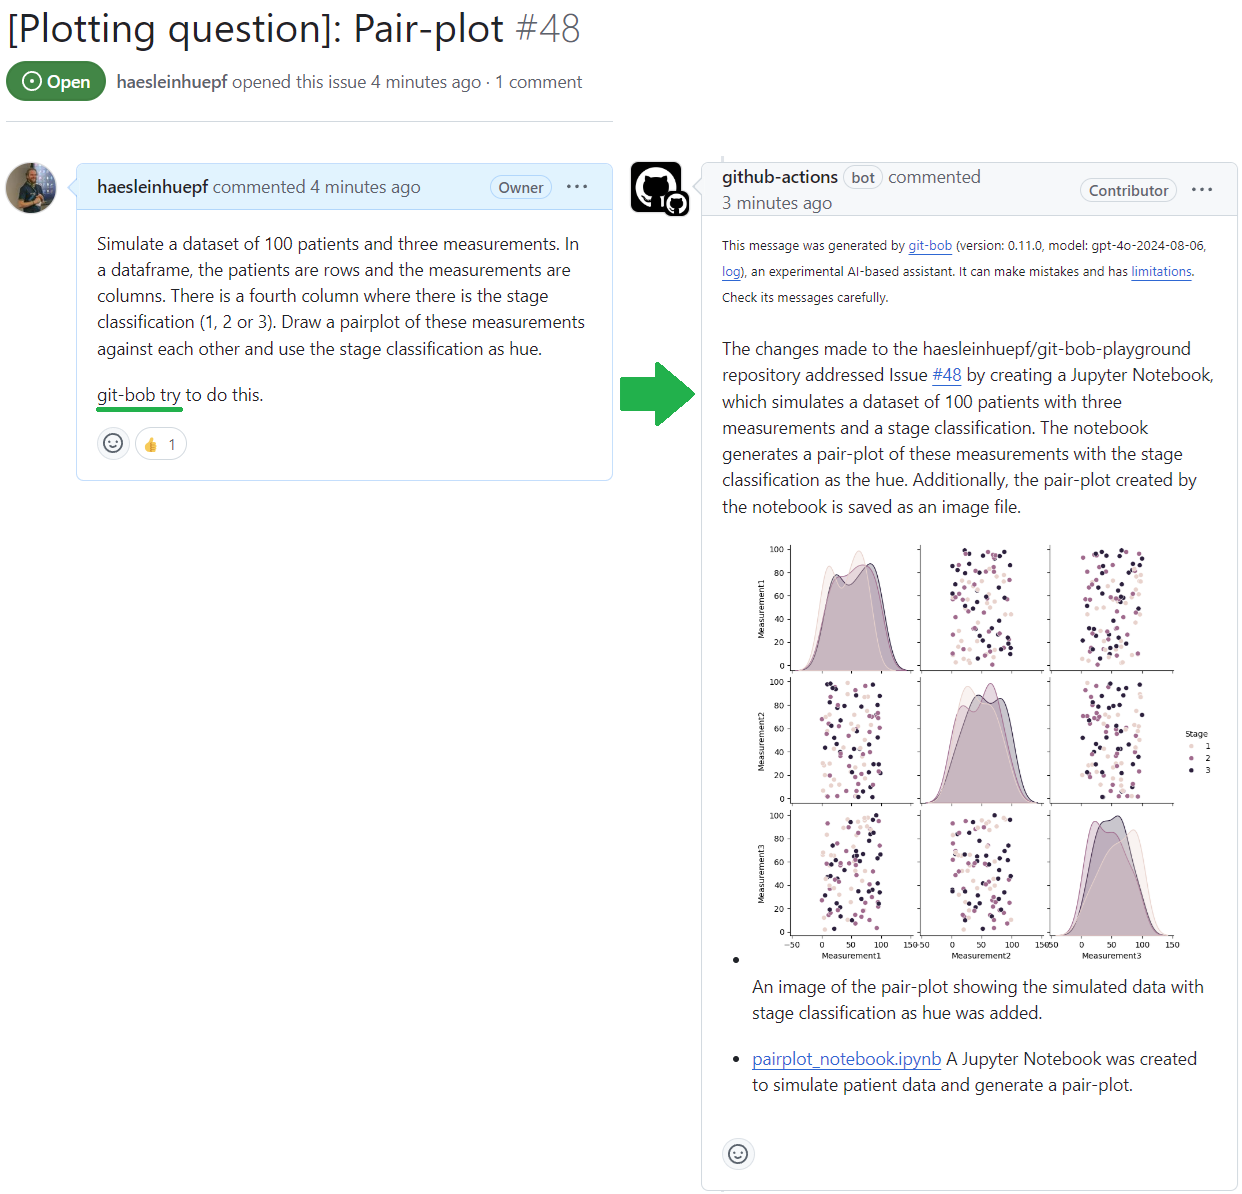 [Plotting question]: Pair-plot #48
Open
haesleinhuepf opened this issue 4 minutes ago · 1 comment
haesleinhuepf commented 4 minutes ago
Owner
Simulate a dataset of 100 patients and three measurements. In
a dataframe, the patients are rows and the measurements are
columns. There is a fourth column where there is the stage
classification (1, 2 or 3). Draw a pairplot of these measurements
against each other and use the stage classification as hue.
git-bob try to do this.
👍 1
github-actions bot commented
3 minutes ago
Contributor
This message was generated by git-bob (version: 0.11.0, model: gpt-4o-2024-08-06,
log), an experimental AI-based assistant. It can make mistakes and has limitations.
Check its messages carefully.
The changes made to the haesleinhuepf/git-bob-playground
repository addressed Issue #48 by creating a Jupyter Notebook,
which simulates a dataset of 100 patients with three
measurements and a stage classification. The notebook
generates a pair-plot of these measurements with the stage
classification as the hue. Additionally, the pair-plot created by
the notebook is saved as an image file.
Measurement1
100
80
60
40
20
0
Measurement2
100
80
60
40
20
0
Stage
1
2
3
Measurement3
100
80
60
40
20
0
−50 0 50 100 150
−50 0 50 100 150
−50 0 50 100 150
Measurement1 Measurement2 Measurement3
An image of the pair-plot showing the simulated data with
stage classification as hue was added.
pairplot_notebook.ipynb A Jupyter Notebook was created
to simulate patient data and generate a pair-plot.